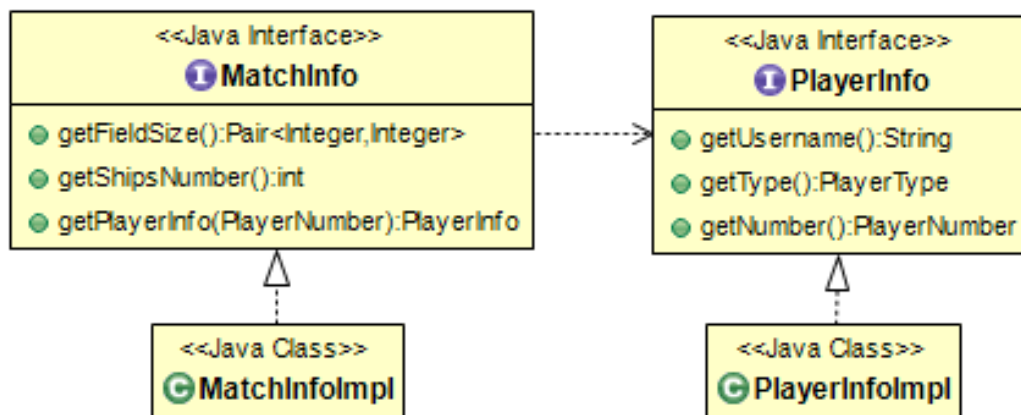 <<Java Interface>>
I MatchInfo
getFieldSize():Pair<Integer,Integer>
getShipsNumber():int
getPlayerInfo(PlayerNumber):PlayerInfo
<<Java Interface>>
I PlayerInfo
getUsername():String
getType():PlayerType
getNumber():PlayerNumber
<<Java Class>>
C MatchInfoImpl
<<Java Class>>
C PlayerInfoImpl